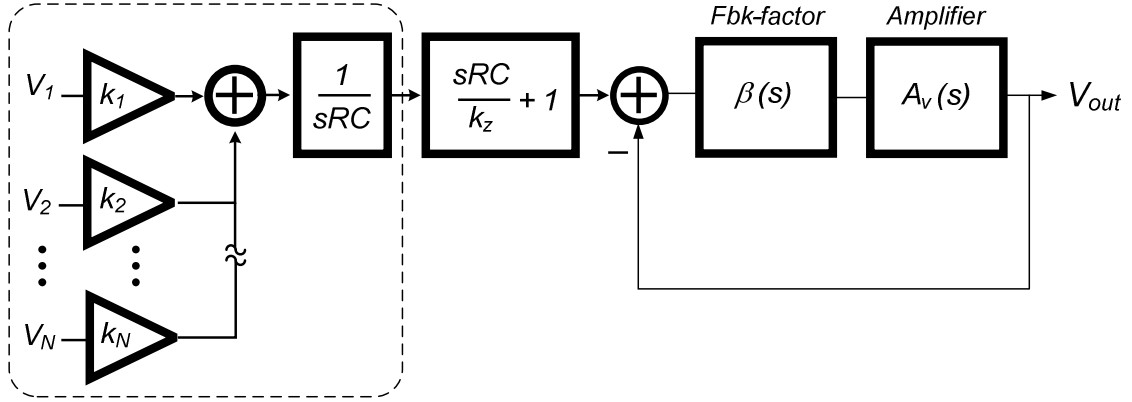 Fbk-factor
Amplifier
V1
k1
1
sRC
sRC
kz
+ 1
β(s)
Av(s)
Vout
−
V2
k2
VN
kN